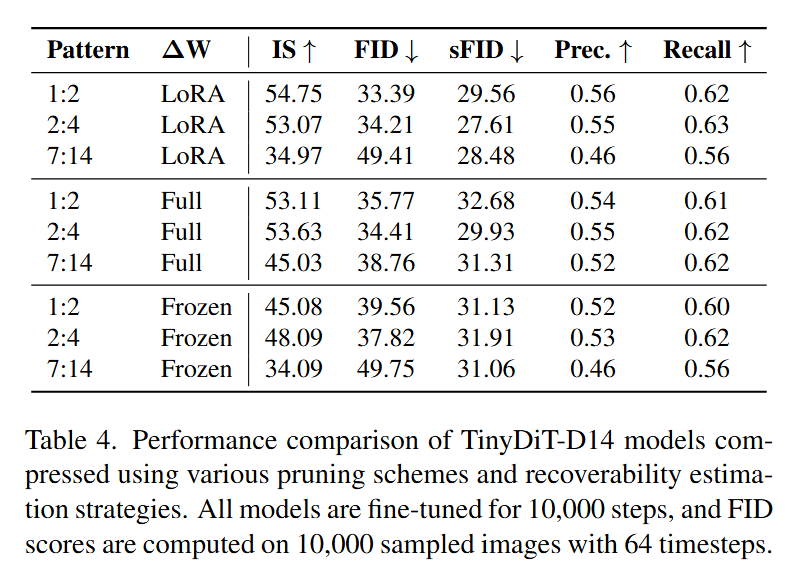 Pattern ΔW IS ↑ FID ↓ sFID ↓ Prec. ↑ Recall ↑
1:2 LoRA 54.75 33.39 29.56 0.56 0.62
2:4 LoRA 53.07 34.21 27.61 0.55 0.63
7:14 LoRA 34.97 49.41 28.48 0.46 0.56
1:2 Full 53.11 35.77 32.68 0.54 0.61
2:4 Full 53.63 34.41 29.93 0.55 0.62
7:14 Full 45.03 38.76 31.31 0.52 0.62
1:2 Frozen 45.08 39.56 31.13 0.52 0.60
2:4 Frozen 48.09 37.82 31.91 0.53 0.62
7:14 Frozen 34.09 49.75 31.06 0.46 0.56
Table 4. Performance comparison of TinyDiT-D14 models com-
pressed using various pruning schemes and recoverability estima-
tion strategies. All models are fine-tuned for 10,000 steps, and FID
scores are computed on 10,000 sampled images with 64 timesteps.